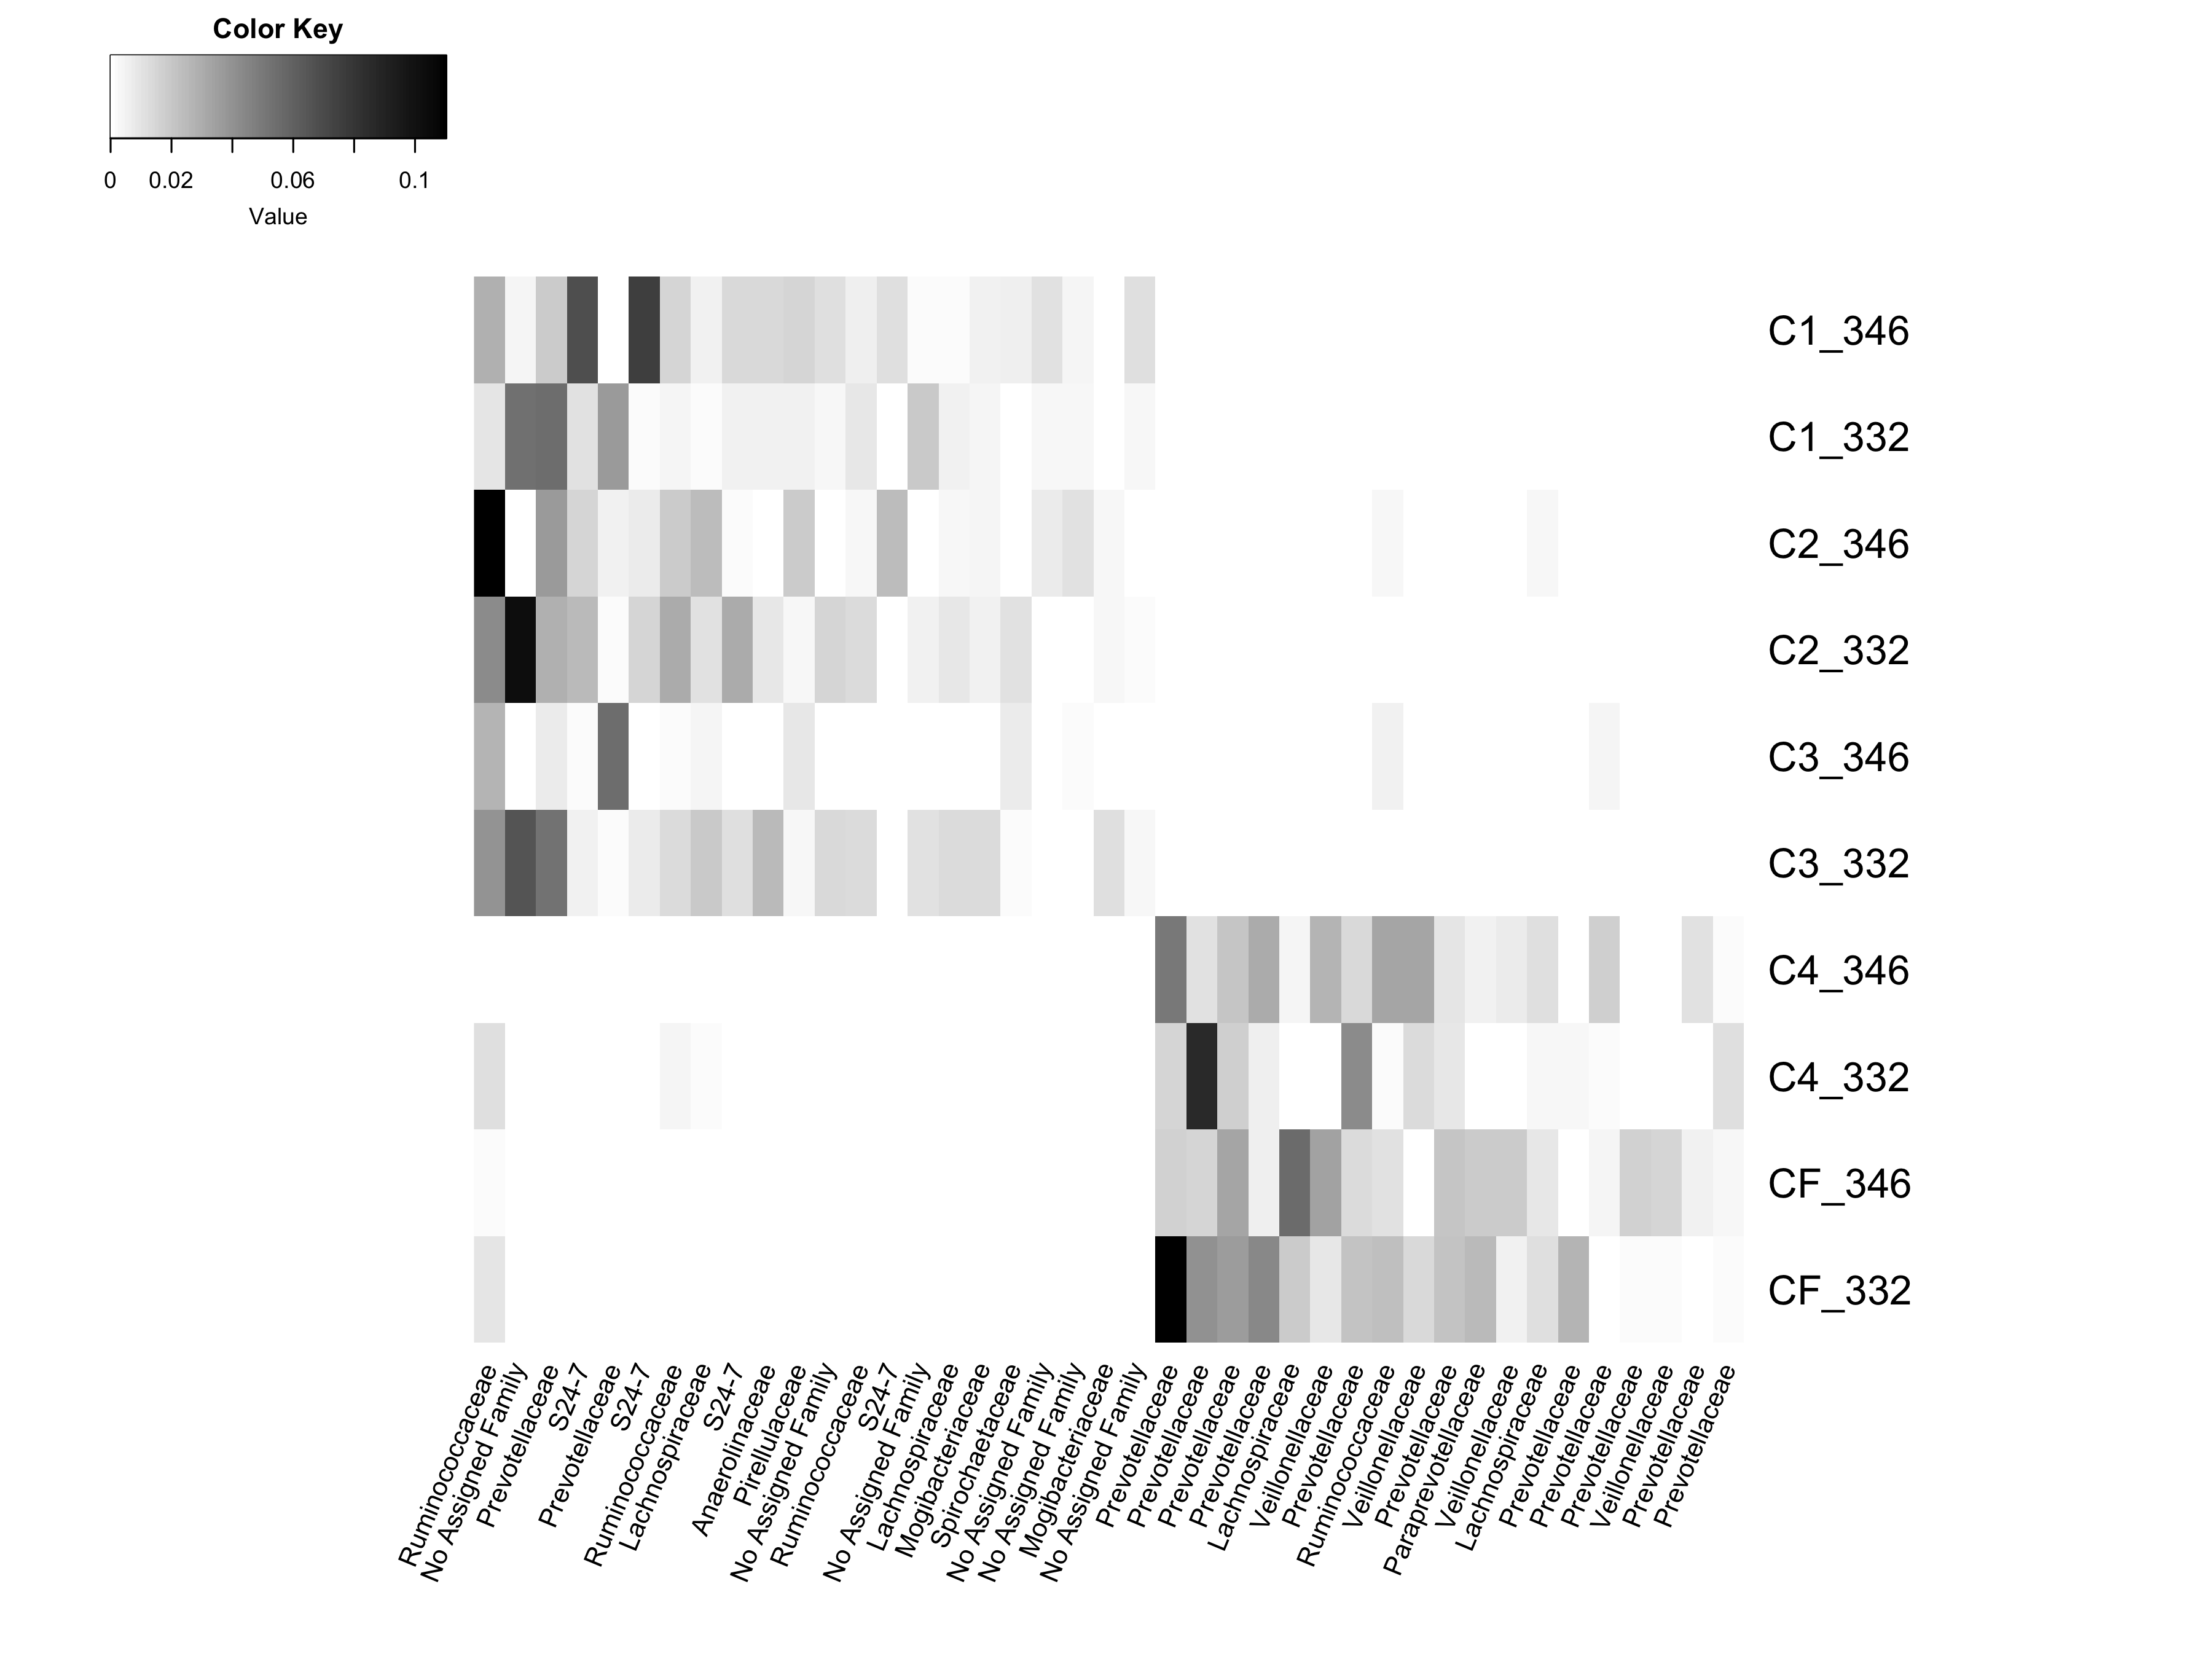 Color Key
0 0.02 0.06 0.1
Value
C1_346
C1_332
C2_346
C2_332
C3_346
C3_332
C4_346
C4_332
CF_346
CF_332
Ruminococcaceae
No Assigned Family
Prevotellaceae
S24-7
Prevotellaceae
S24-7
Ruminococcaceae
Lachnospiraceae
S24-7
Anaerolinaceae
Pirellulaceae
No Assigned Family
Ruminococcaceae
S24-7
No Assigned Family
Lachnospiraceae
Mogibacteriaceae
Spirochaetaceae
No Assigned Family
No Assigned Family
Mogibacteriaceae
No Assigned Family
Prevotellaceae
Prevotellaceae
Prevotellaceae
Prevotellaceae
Lachnospiraceae
Veillonellaceae
Prevotellaceae
Ruminococcaceae
Veillonellaceae
Prevotellaceae
Paraprevotellaceae
Veillonellaceae
Lachnospiraceae
Prevotellaceae
Prevotellaceae
Prevotellaceae
Veillonellaceae
Prevotellaceae
Prevotellaceae